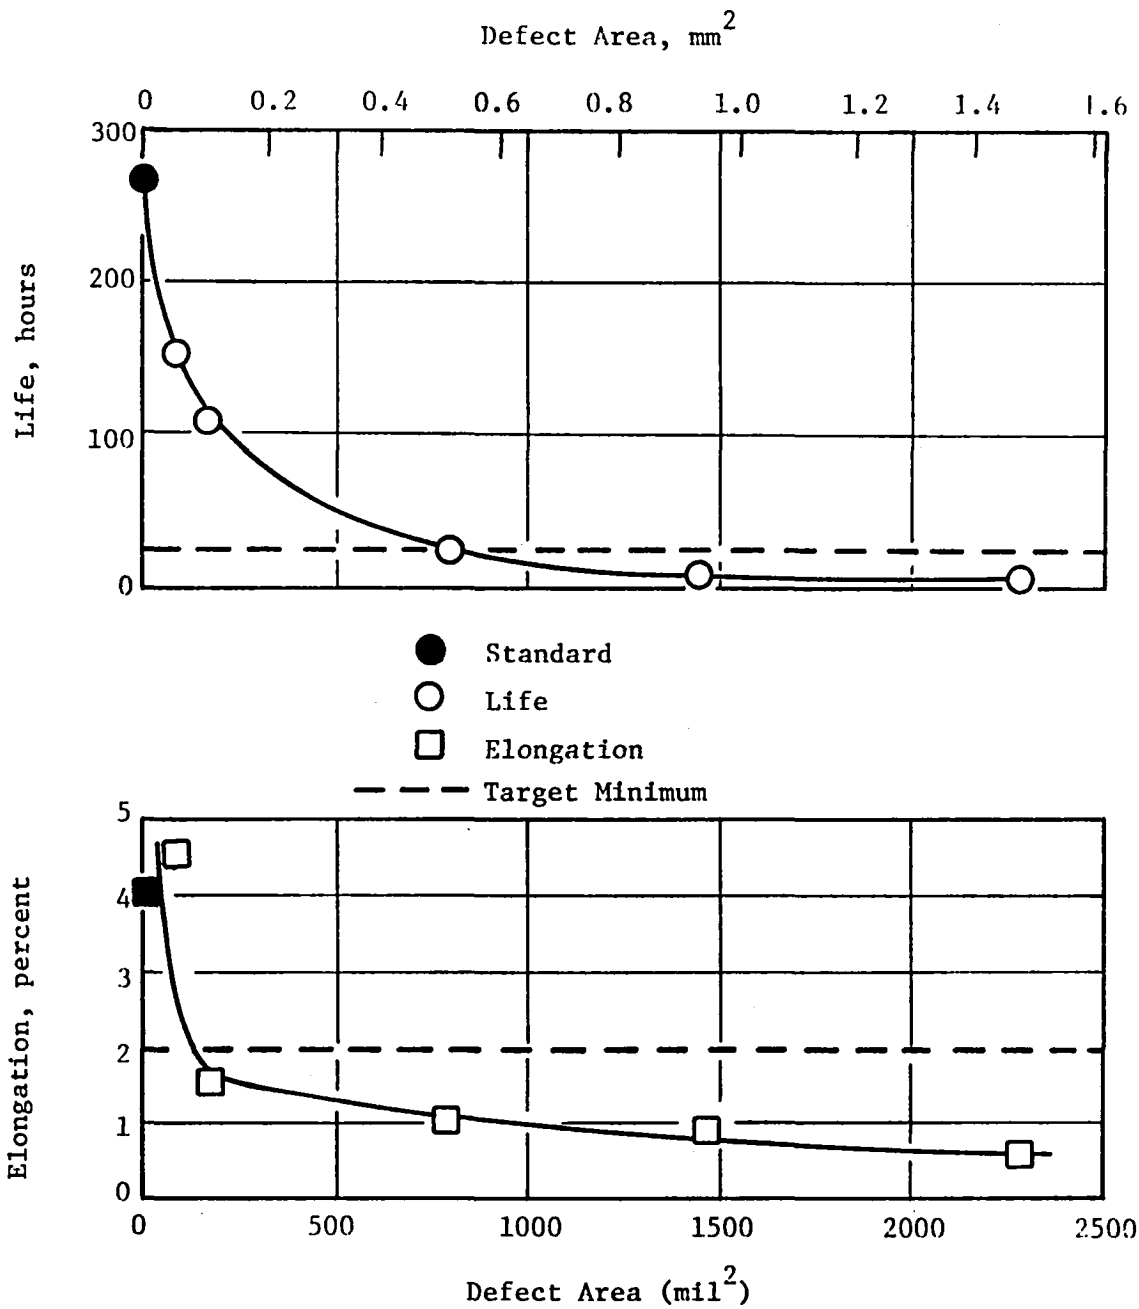 Defect Area, mm2
0 0.2 0.4 0.6 0.8 1.0 1.2 1.4 1.6
300
200
100
0
Life, hours
Standard
Life
Elongation
Target Minimum
5
4
3
2
1
0
Elongation, percent
0 500 1000 1500 2000 2500
Defect Area (mil2)